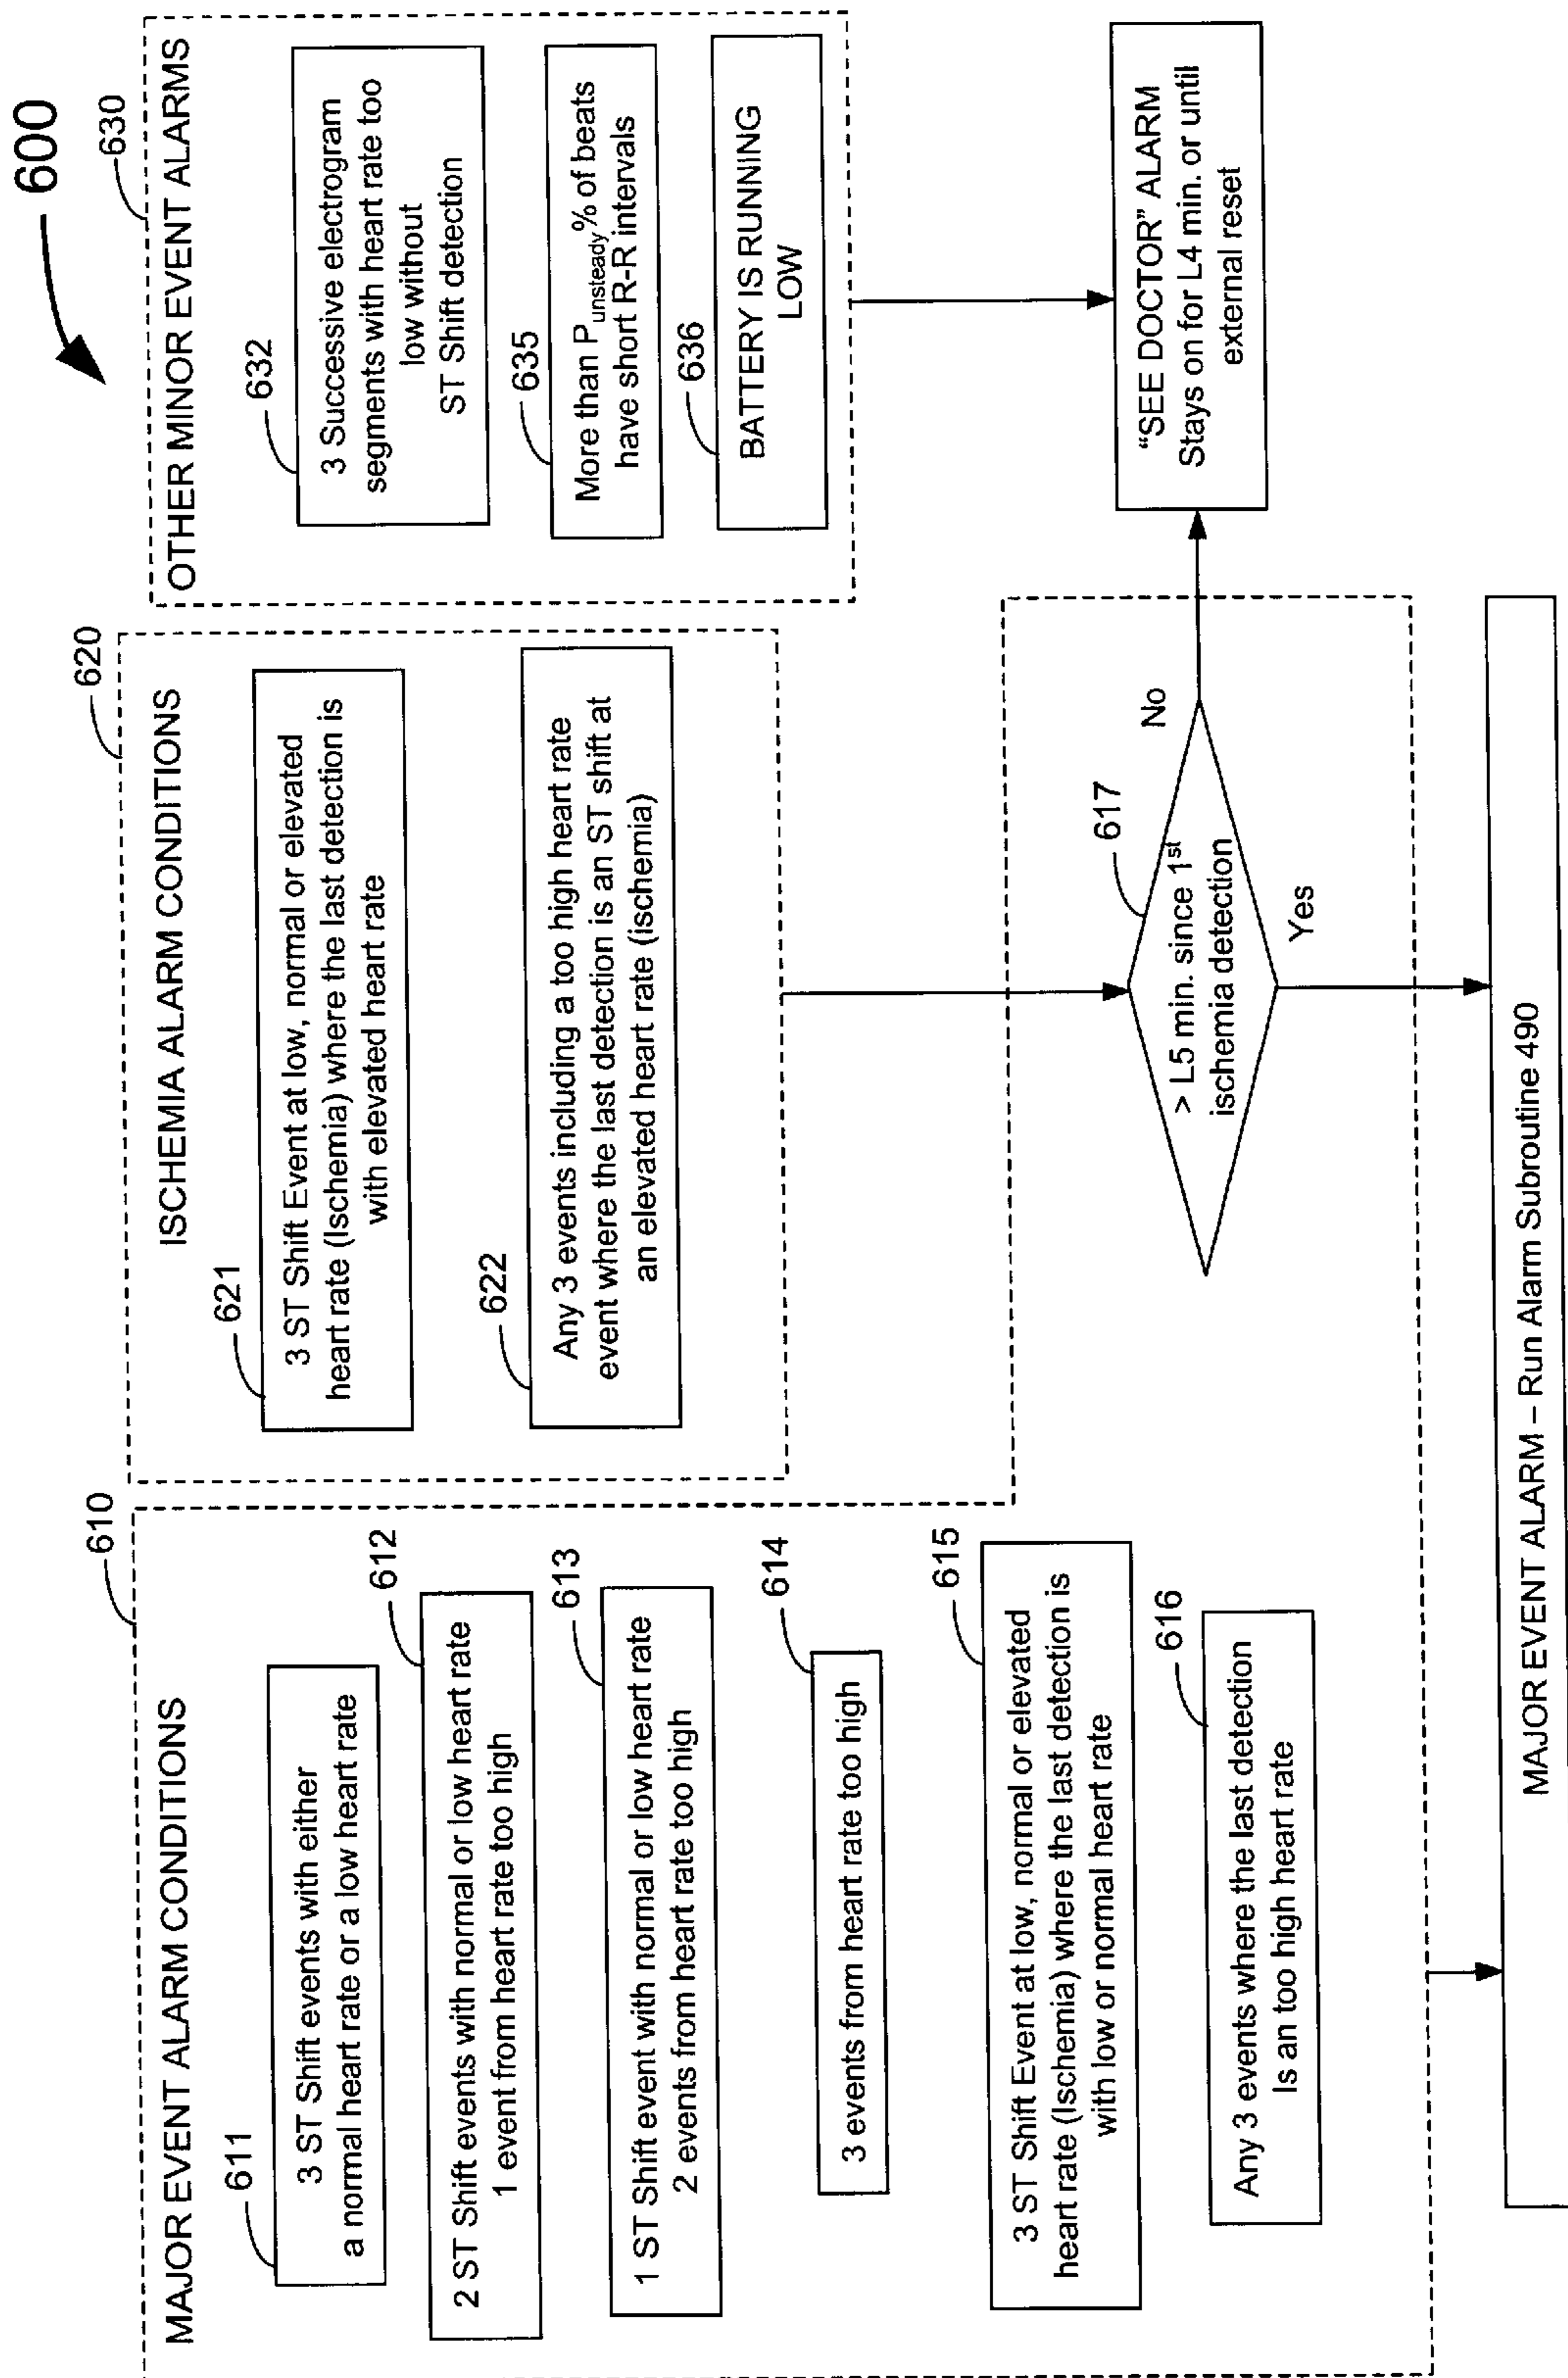 600
610
MAJOR EVENT ALARM CONDITIONS
611
3 ST Shift events with either
a normal heart rate or a low heart rate
612
2 ST Shift events with normal or low heart rate
1 event from heart rate too high
613
1 ST Shift event with normal or low heart rate
2 events from heart rate too high
614
3 events from heart rate too high
615
3 ST Shift Event at low, normal or elevated
heart rate (Ischemia) where the last detection is
with low or normal heart rate
616
Any 3 events where the last detection
Is an too high heart rate
620
ISCHEMIA ALARM CONDITIONS
621
3 ST Shift Event at low, normal or elevated
heart rate (Ischemia) where the last detection is
with elevated heart rate
622
Any 3 events including a too high heart rate
event where the last detection is an ST shift at
an elevated heart rate (ischemia)
617
> L5 min. since 1st
ischemia detection
No
Yes
630
OTHER MINOR EVENT ALARMS
632
3 Successive electrogram
segments with heart rate too
low without
ST Shift detection
635
More than Punsteady% of beats
have short R-R intervals
636
BATTERY IS RUNNING
LOW
“SEE DOCTOR” ALARM
Stays on for L4 min. or until
external reset
MAJOR EVENT ALARM – Run Alarm Subroutine 490